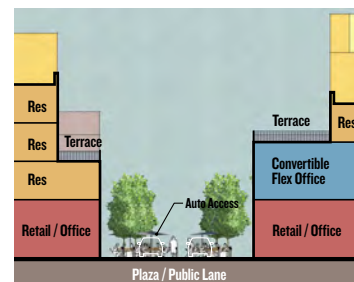 Res
Terrace
Res
Res
Terrace
Res
Convertible
Flex Office
Auto Access
Retail / Office
Retail / Office
Plaza / Public Lane